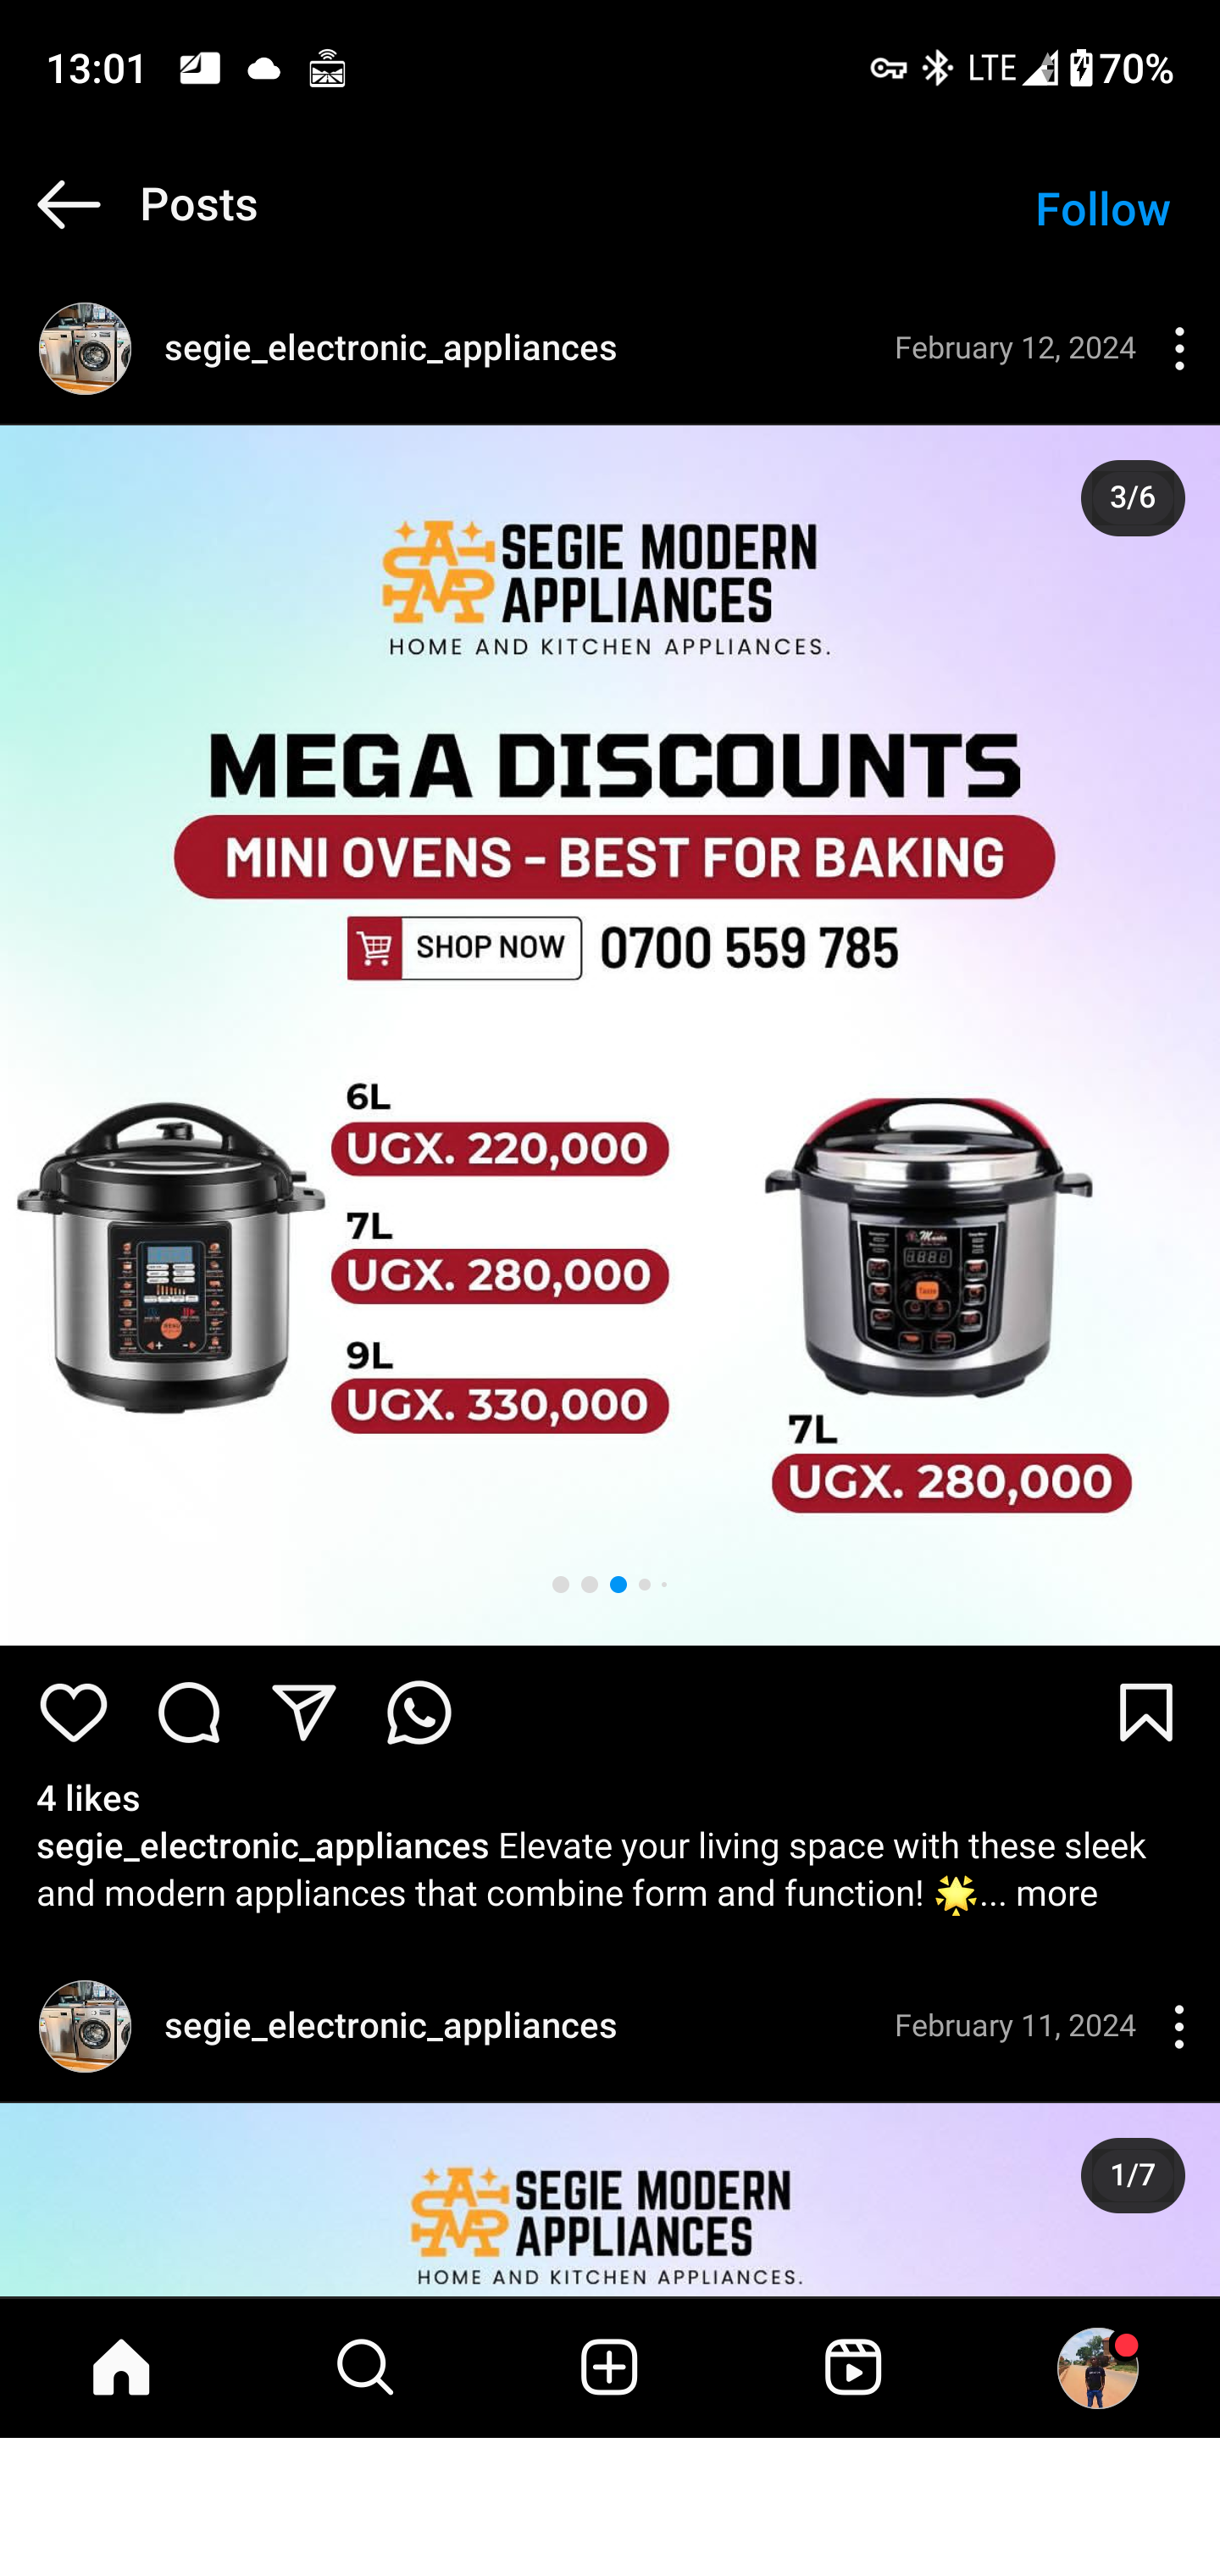 13:01
LTE 70%
Posts
Follow
segie_electronic_appliances
February 12, 2024
3/6
SEGIE MODERN
APPLIANCES
HOME AND KITCHEN APPLIANCES.
MEGA DISCOUNTS
MINI OVENS - BEST FOR BAKING
SHOP NOW
0700 559 785
6L
UGX. 220,000
7L
UGX. 280,000
9L
UGX. 330,000
7L
UGX. 280,000
4 likes
segie_electronic_appliances Elevate your living space with these sleek
and modern appliances that combine form and function! 🌟... more
segie_electronic_appliances
February 11, 2024
1/7
SEGIE MODERN
APPLIANCES
HOME AND KITCHEN APPLIANCES.